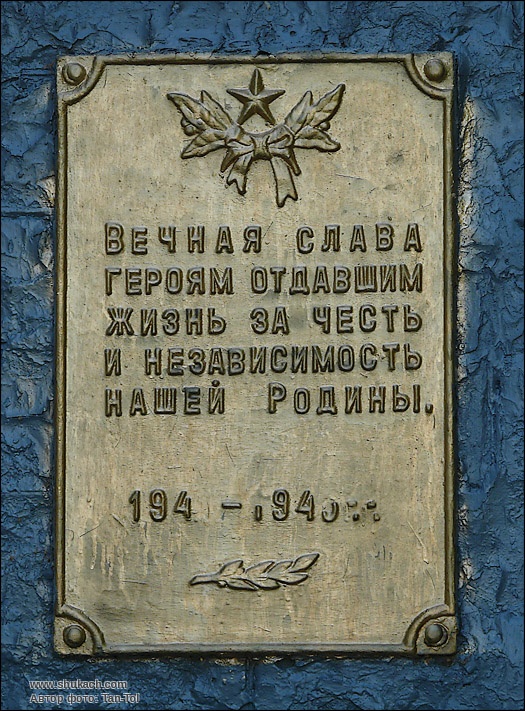 Вечная слава
героям отдавшим
жизнь за честь
и независимость
нашей Родины.
194 - 194
www.shukach.com
Автор фото: Tan-Tol